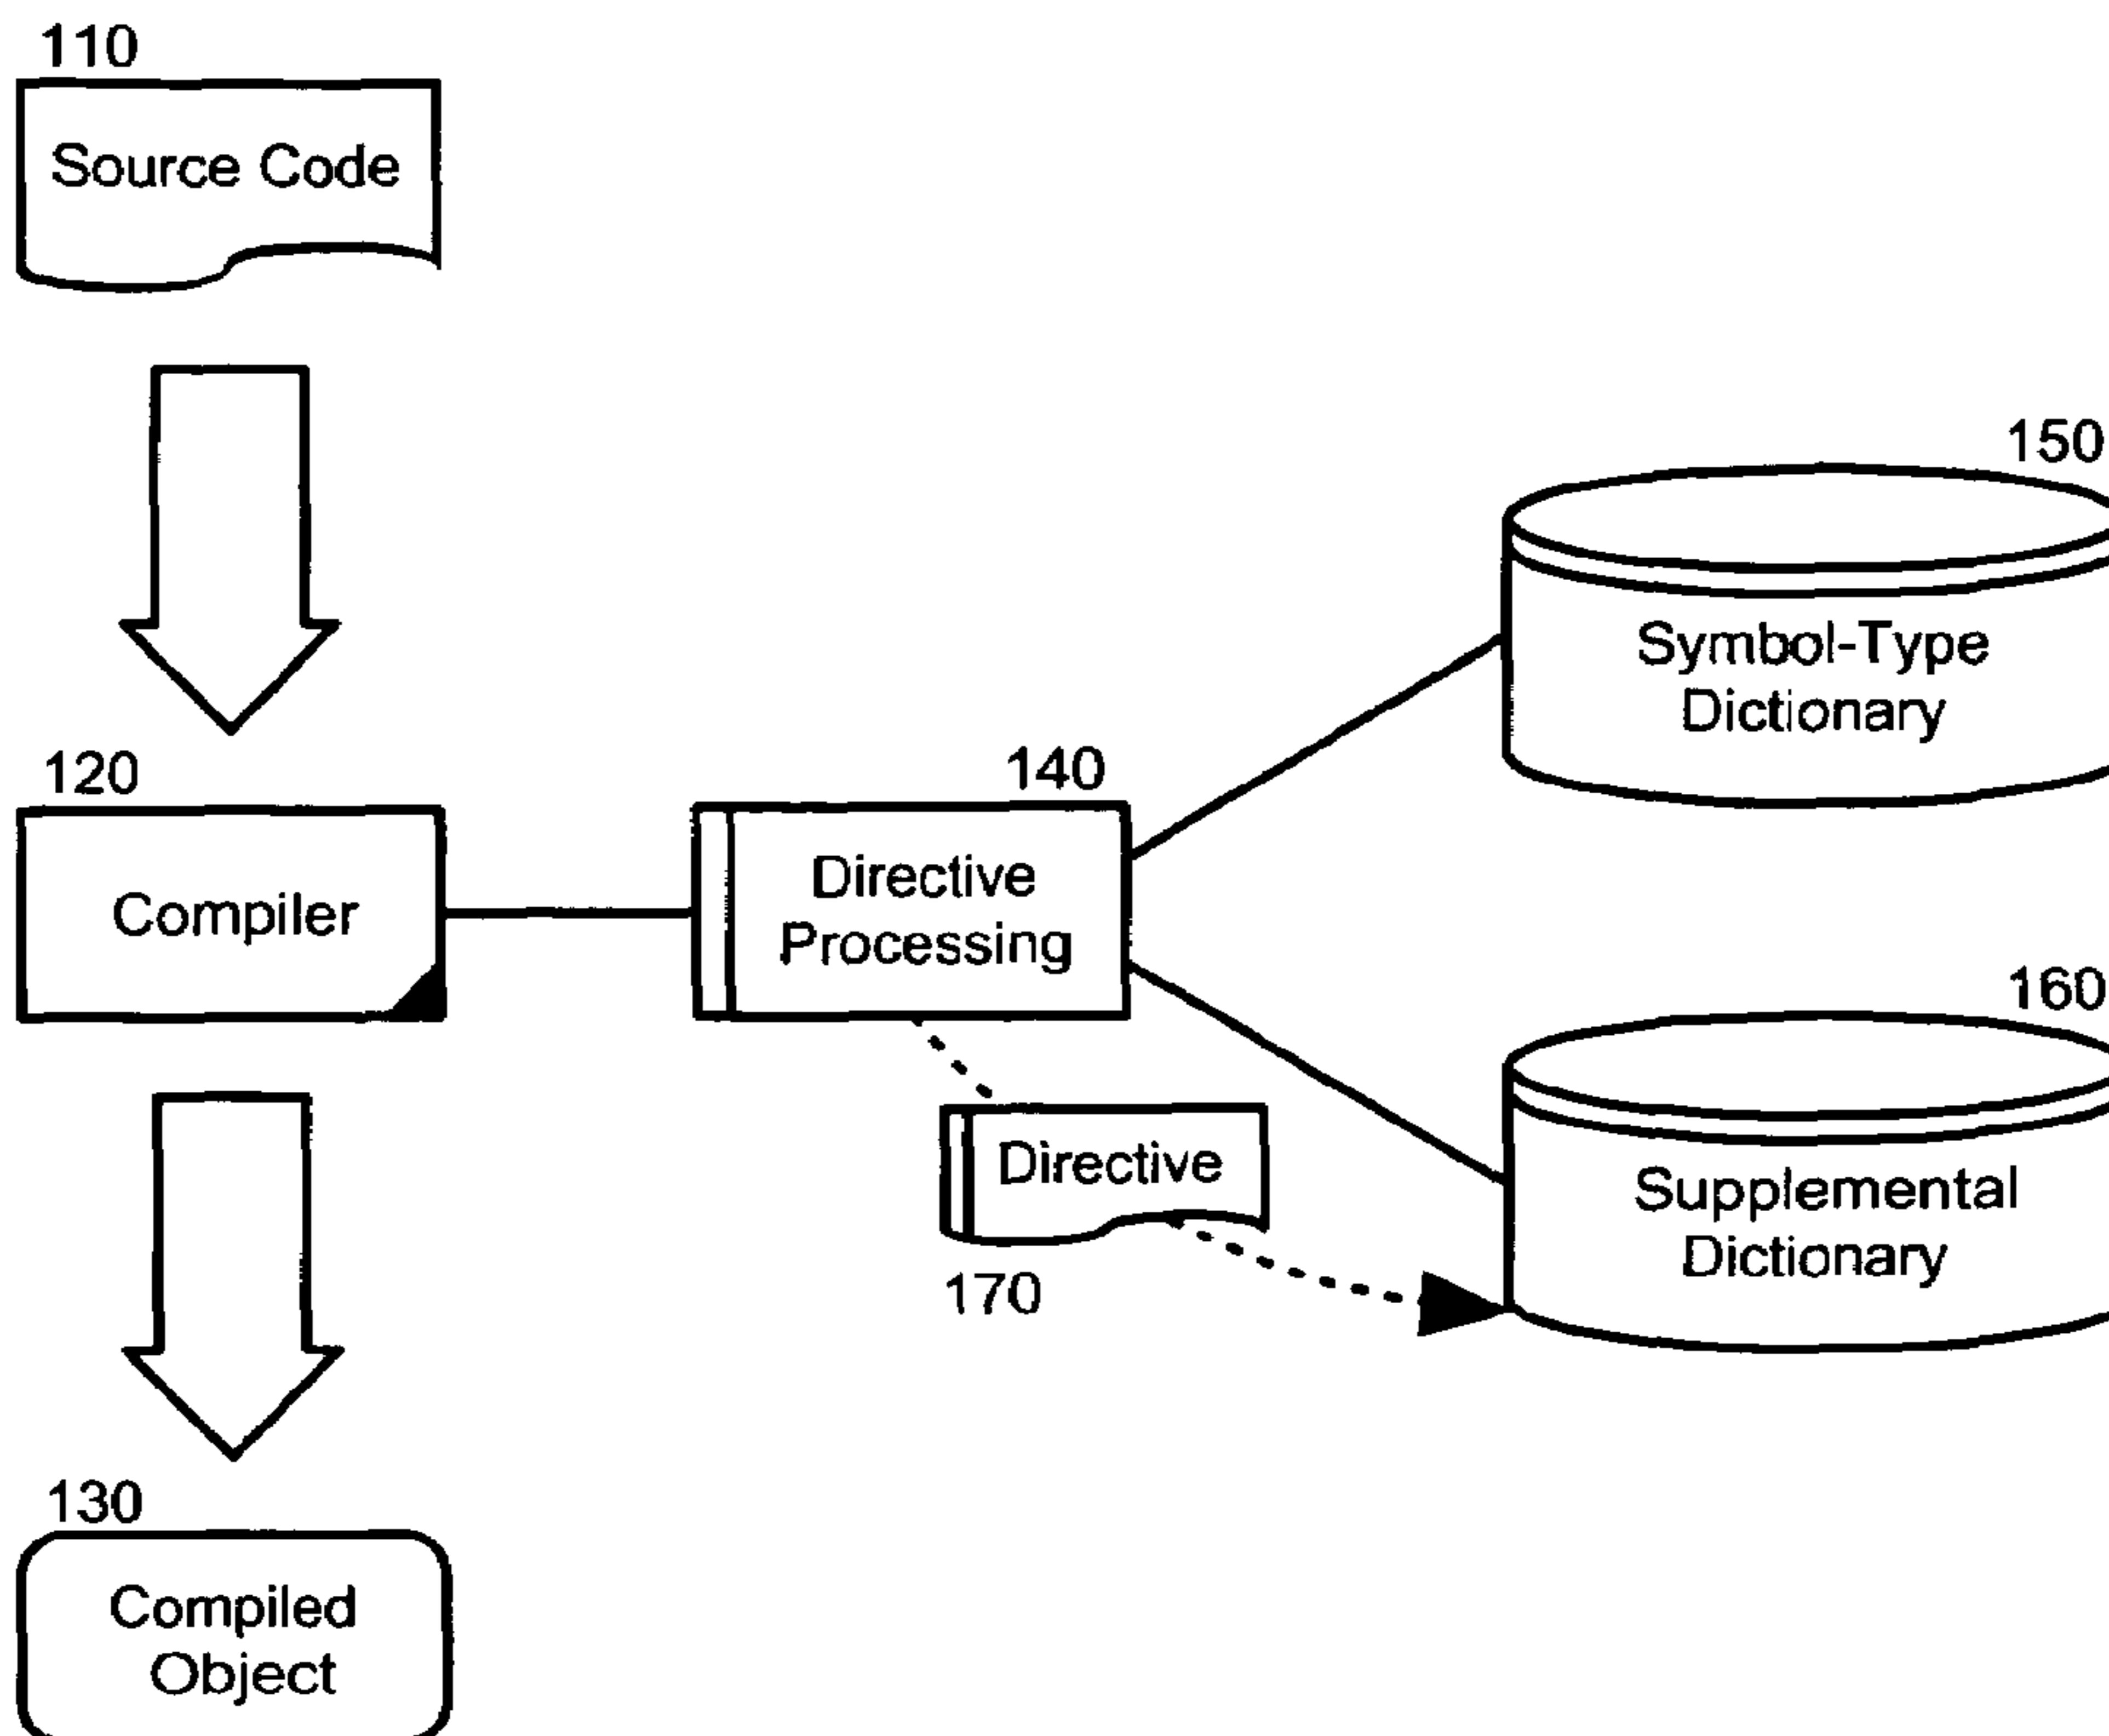 110
Source Code
150
Symbol-Type
Dictionary
120
Compiler
140
Directive
Processing
160
Supplemental
Dictionary
Directive
170
130
Compiled
Object